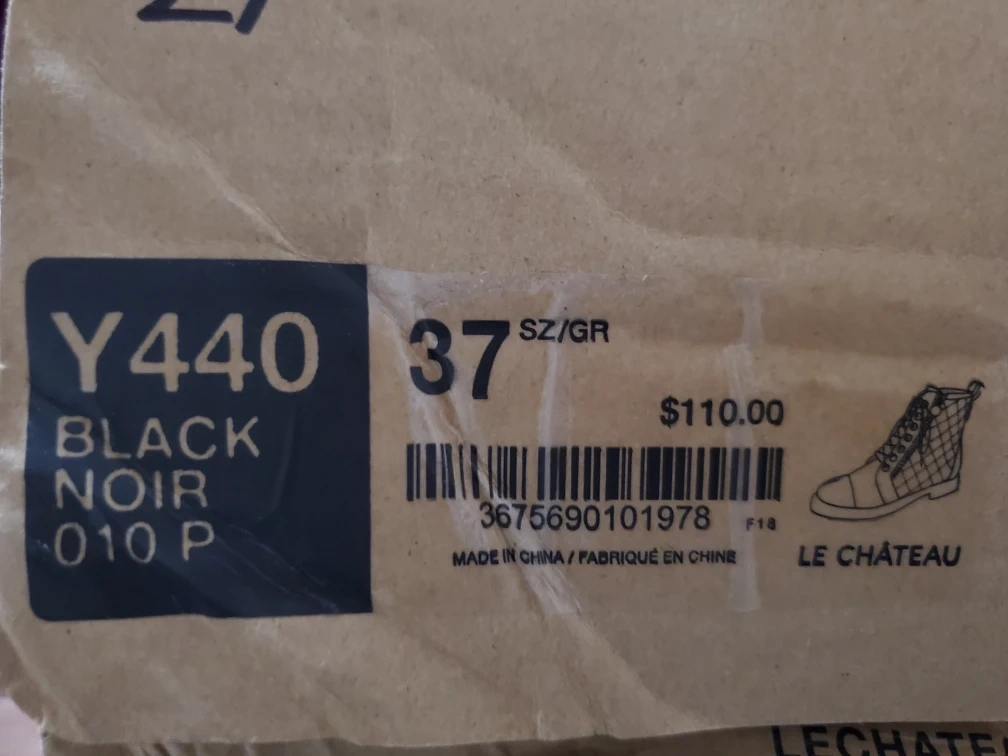 Y440
BLACK
NOIR
010 P
37 SZ/GR
$110.00
3675690101978 F18
MADE IN CHINA / FABRIQUÉ EN CHINE
LE CHÂTEAU
LECHATE